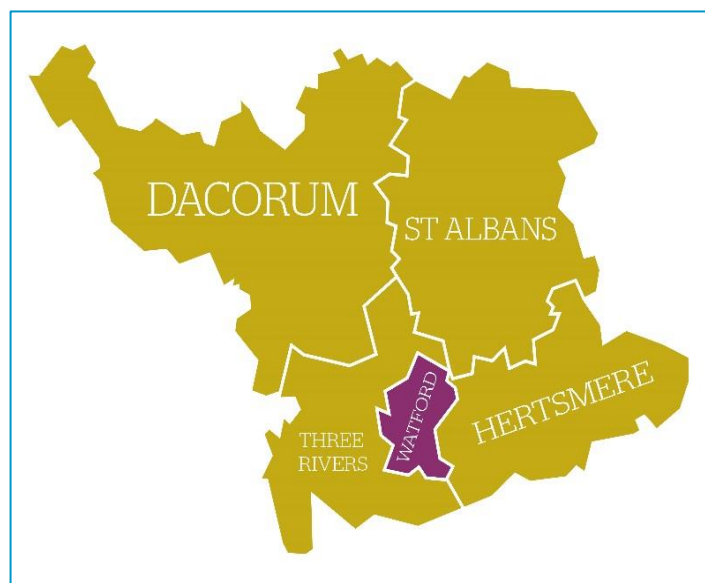 DACORUM
ST ALBANS
HERTSMERE
WATFORD
THREE
RIVERS